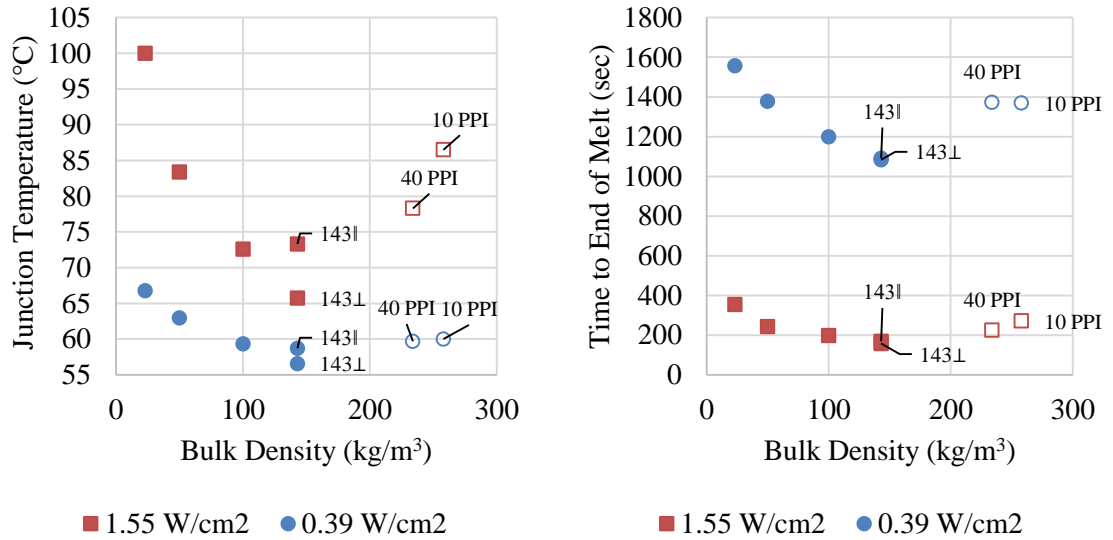 Junction Temperature (°C)
105
100
95
90
85
80
75
70
65
60
55
10 PPI
40 PPI
143∥
143⊥
40 PPI
10 PPI
143∥
143⊥
0
100
200
300
Bulk Density (kg/m³)
1.55 W/cm2
0.39 W/cm2
Time to End of Melt (sec)
1800
1600
1400
1200
1000
800
600
400
200
0
40 PPI
10 PPI
143∥
143⊥
143∥
40 PPI
10 PPI
143⊥
0
100
200
300
Bulk Density (kg/m³)
1.55 W/cm2
0.39 W/cm2